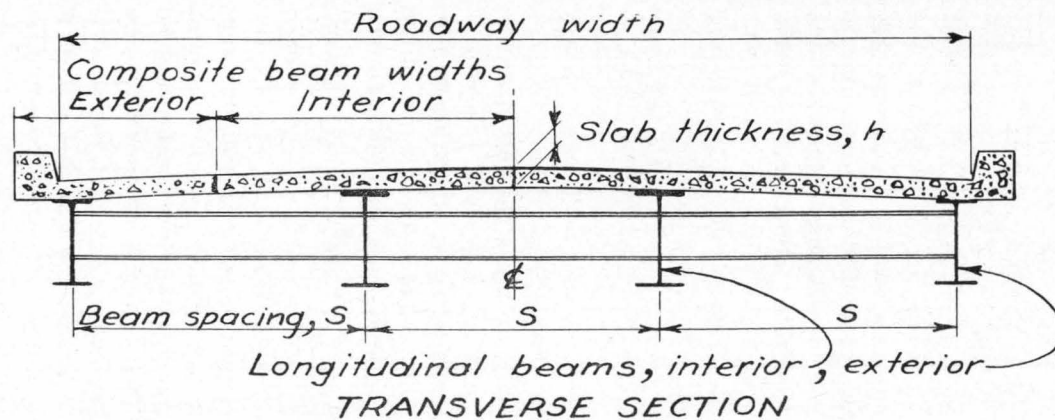 Roadway width
Composite beam widths
Exterior Interior
Slab thickness, h
℄
Beam spacing, S S S
Longitudinal beams, interior, exterior
TRANSVERSE SECTION